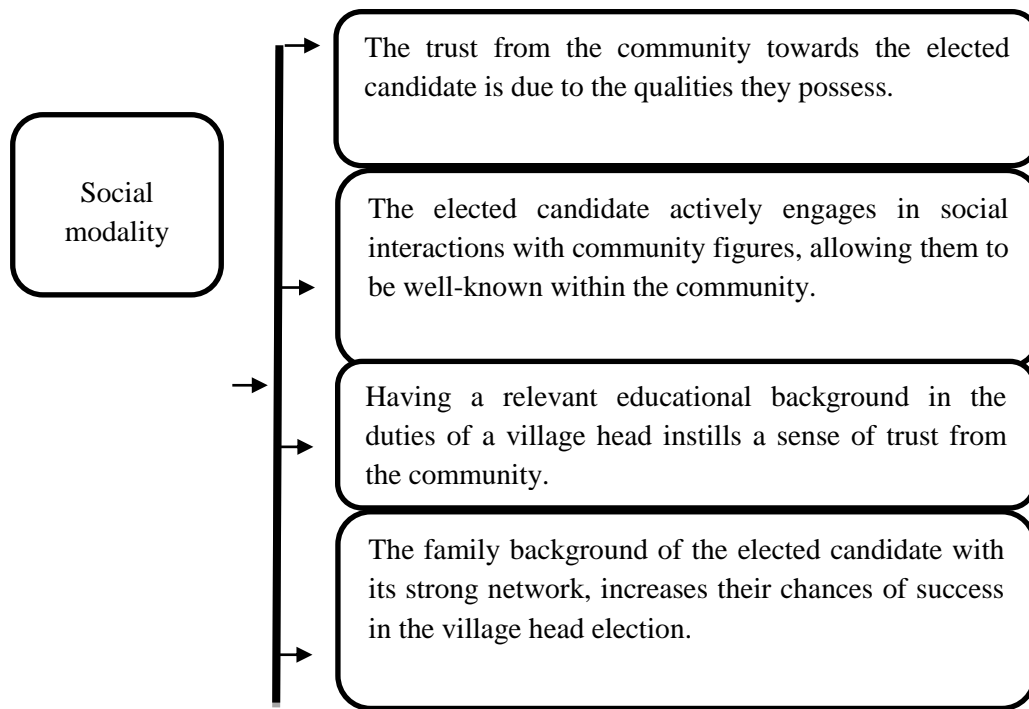 Social
modality
The trust from the community towards the elected
candidate is due to the qualities they possess.
The elected candidate actively engages in social
interactions with community figures, allowing them to
be well-known within the community.
Having a relevant educational background in the
duties of a village head instills a sense of trust from
the community.
The family background of the elected candidate with
its strong network, increases their chances of success
in the village head election.